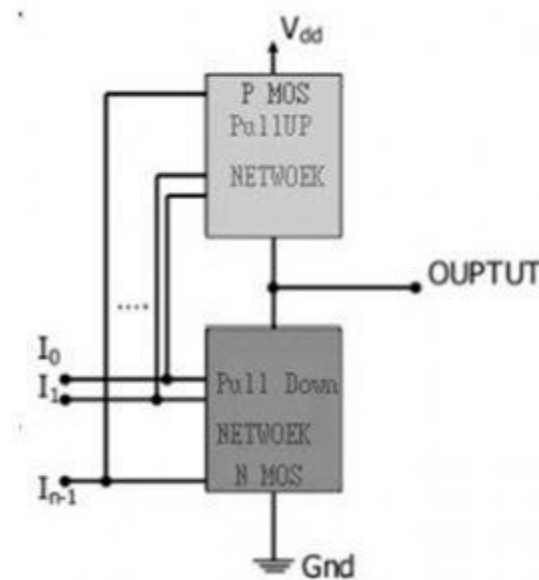 Vdd
P MOS
PullUP
NETWOEK
OUPTUT
....
I0
I1
Pull Down
NETWOEK
N MOS
In-1
Gnd